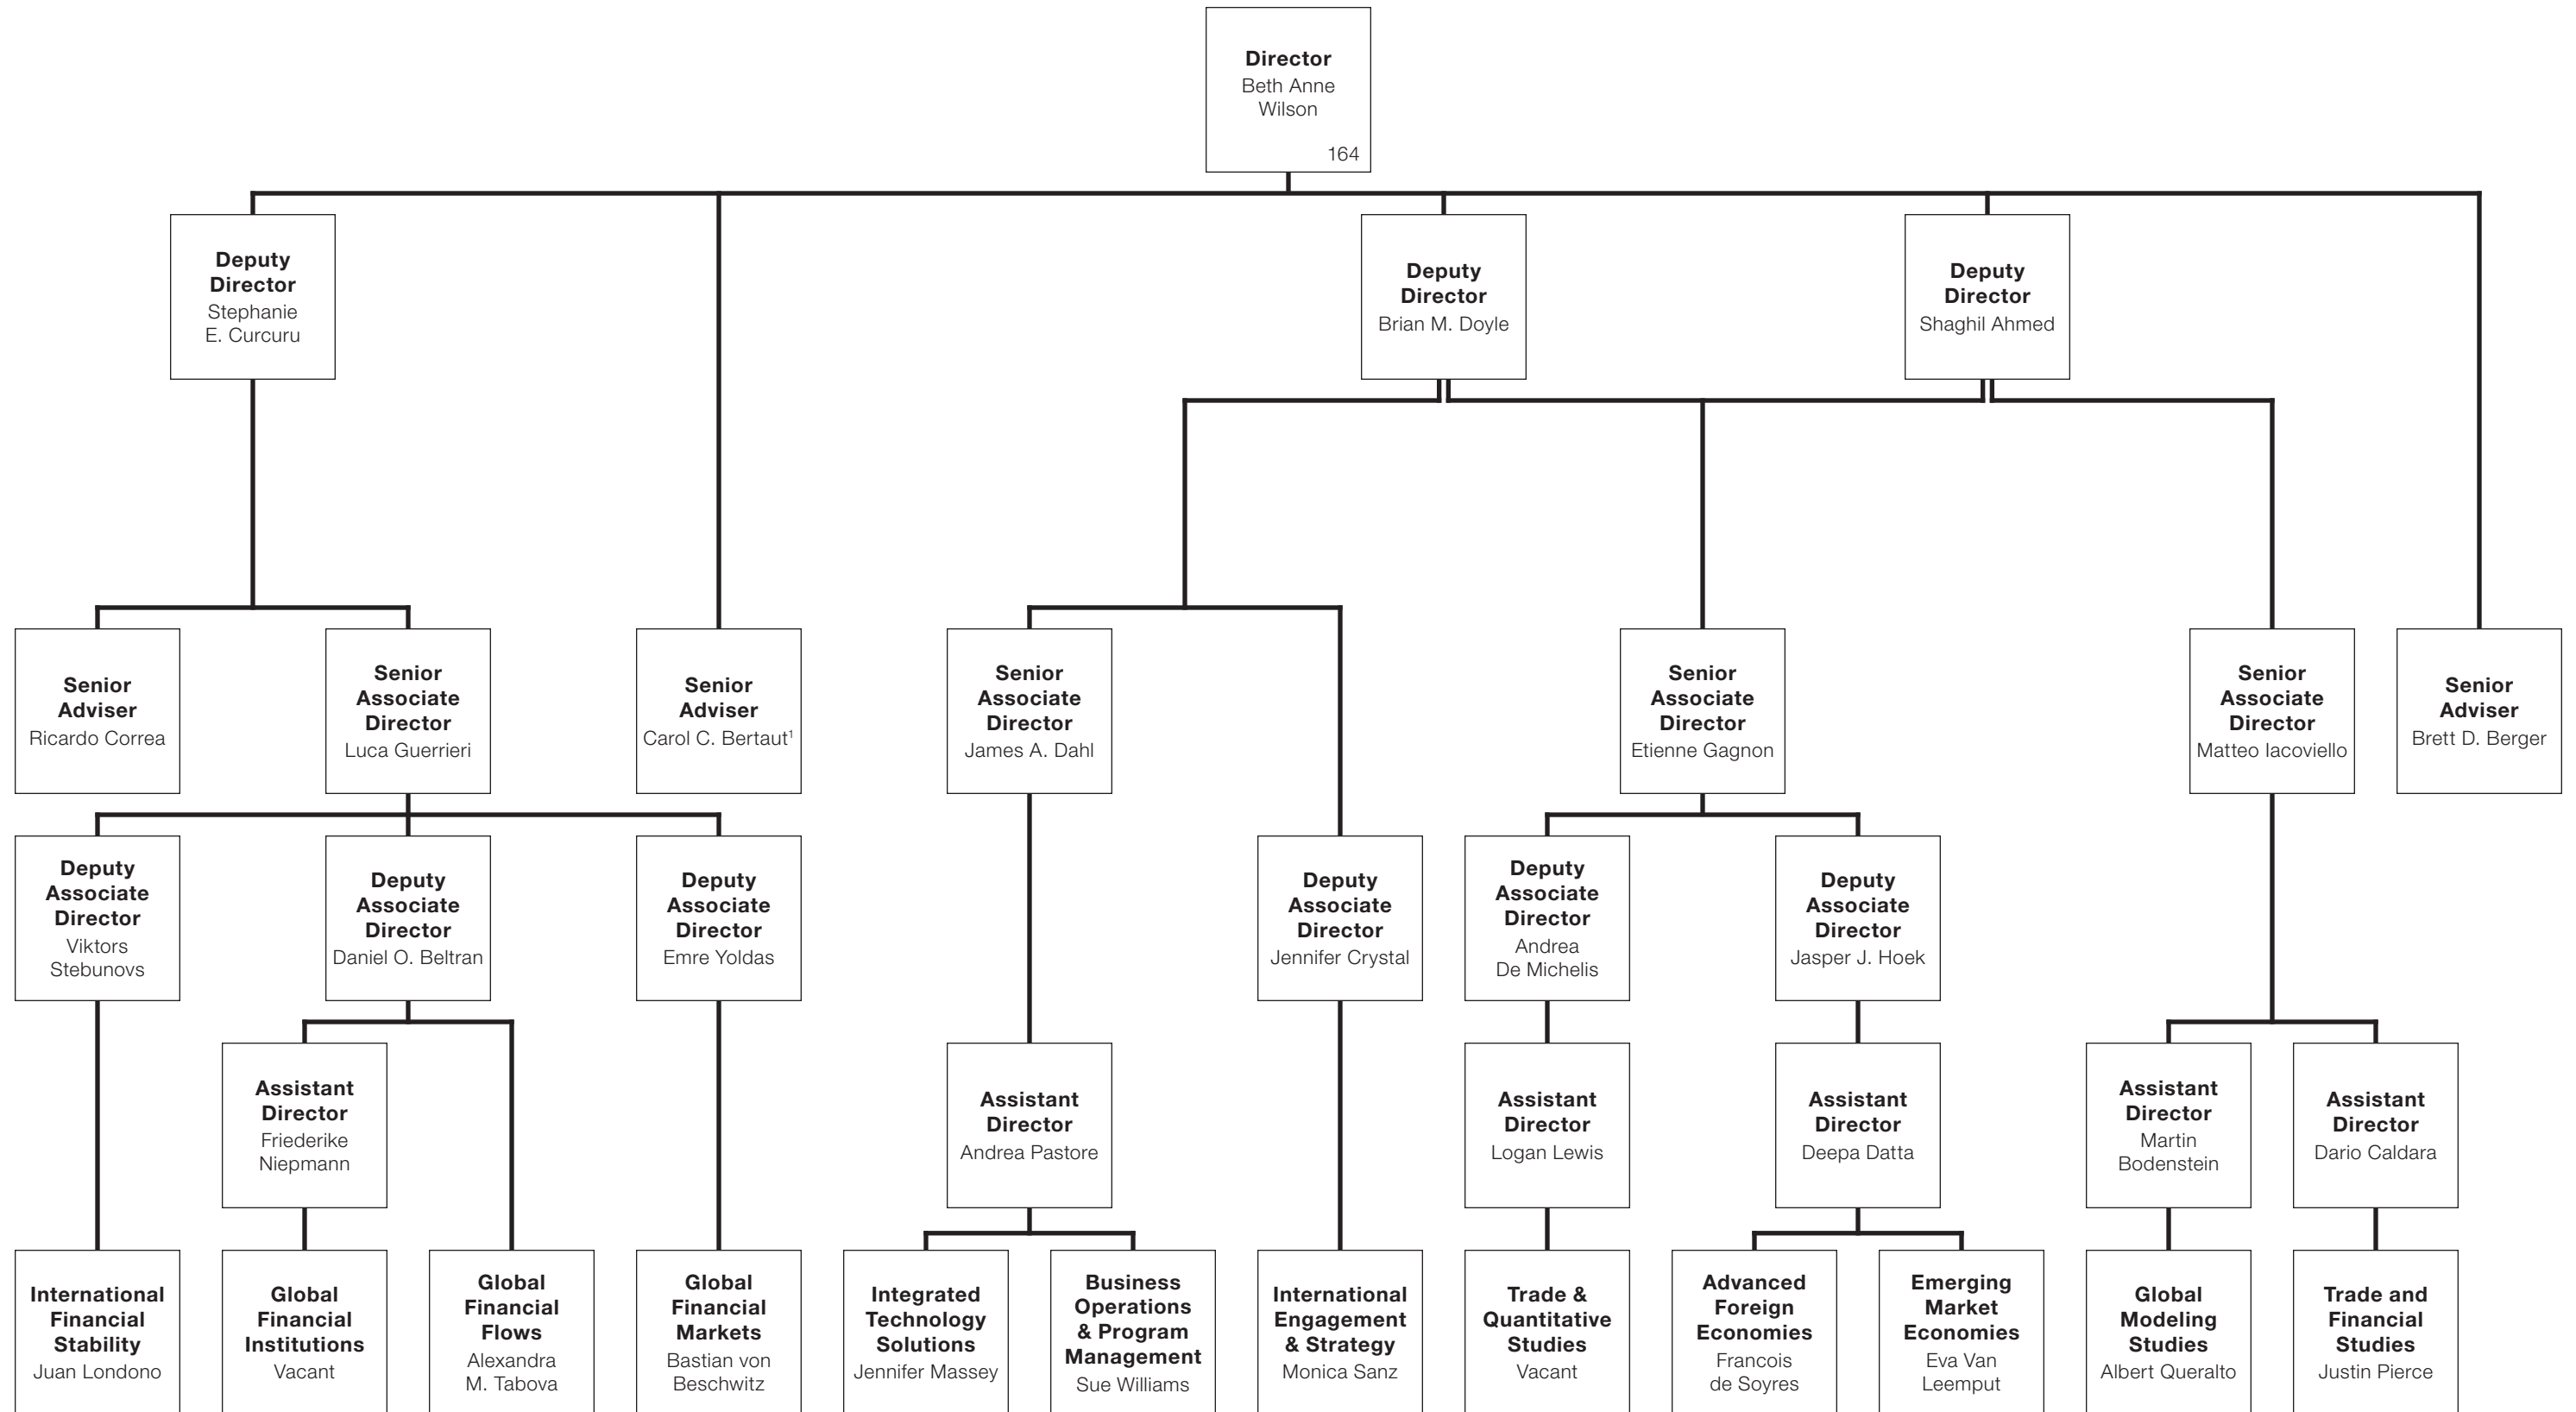 Director
Beth Anne
Wilson
164
Deputy
Director
Stephanie
E. Curcuru
Deputy
Director
Brian M. Doyle
Deputy
Director
Shaghil Ahmed
Senior
Adviser
Ricardo Correa
Senior
Associate
Director
Luca Guerrieri
Senior
Adviser
Carol C. Bertaut¹
Senior
Associate
Director
James A. Dahl
Senior
Associate
Director
Etienne Gagnon
Senior
Associate
Director
Matteo Iacoviello
Senior
Adviser
Brett D. Berger
Deputy
Associate
Director
Viktors
Stebunovs
Deputy
Associate
Director
Daniel O. Beltran
Deputy
Associate
Director
Emre Yoldas
Deputy
Associate
Director
Jennifer Crystal
Deputy
Associate
Director
Andrea
De Michelis
Deputy
Associate
Director
Jasper J. Hoek
Assistant
Director
Friederike
Niepmann
Assistant
Director
Andrea Pastore
Assistant
Director
Logan Lewis
Assistant
Director
Deepa Datta
Assistant
Director
Martin
Bodenstein
Assistant
Director
Dario Caldara
International
Financial
Stability
Juan Londono
Global
Financial
Institutions
Vacant
Global
Financial
Flows
Alexandra
M. Tabova
Global
Financial
Markets
Bastian von
Beschwitz
Integrated
Technology
Solutions
Jennifer Massey
Business
Operations
& Program
Management
Sue Williams
International
Engagement
& Strategy
Monica Sanz
Trade &
Quantitative
Studies
Vacant
Advanced
Foreign
Economies
Francois
de Soyres
Emerging
Market
Economies
Eva Van
Leemput
Global
Modeling
Studies
Albert Queralto
Trade and
Financial
Studies
Justin Pierce